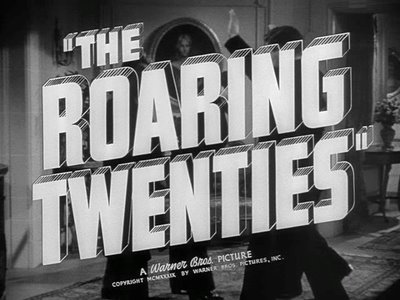 "THE
ROARING
TWENTIES"
A Warner Bros. PICTURE
COPYRIGHT MCMXXXIX BY WARNER BROS. PICTURES, INC.